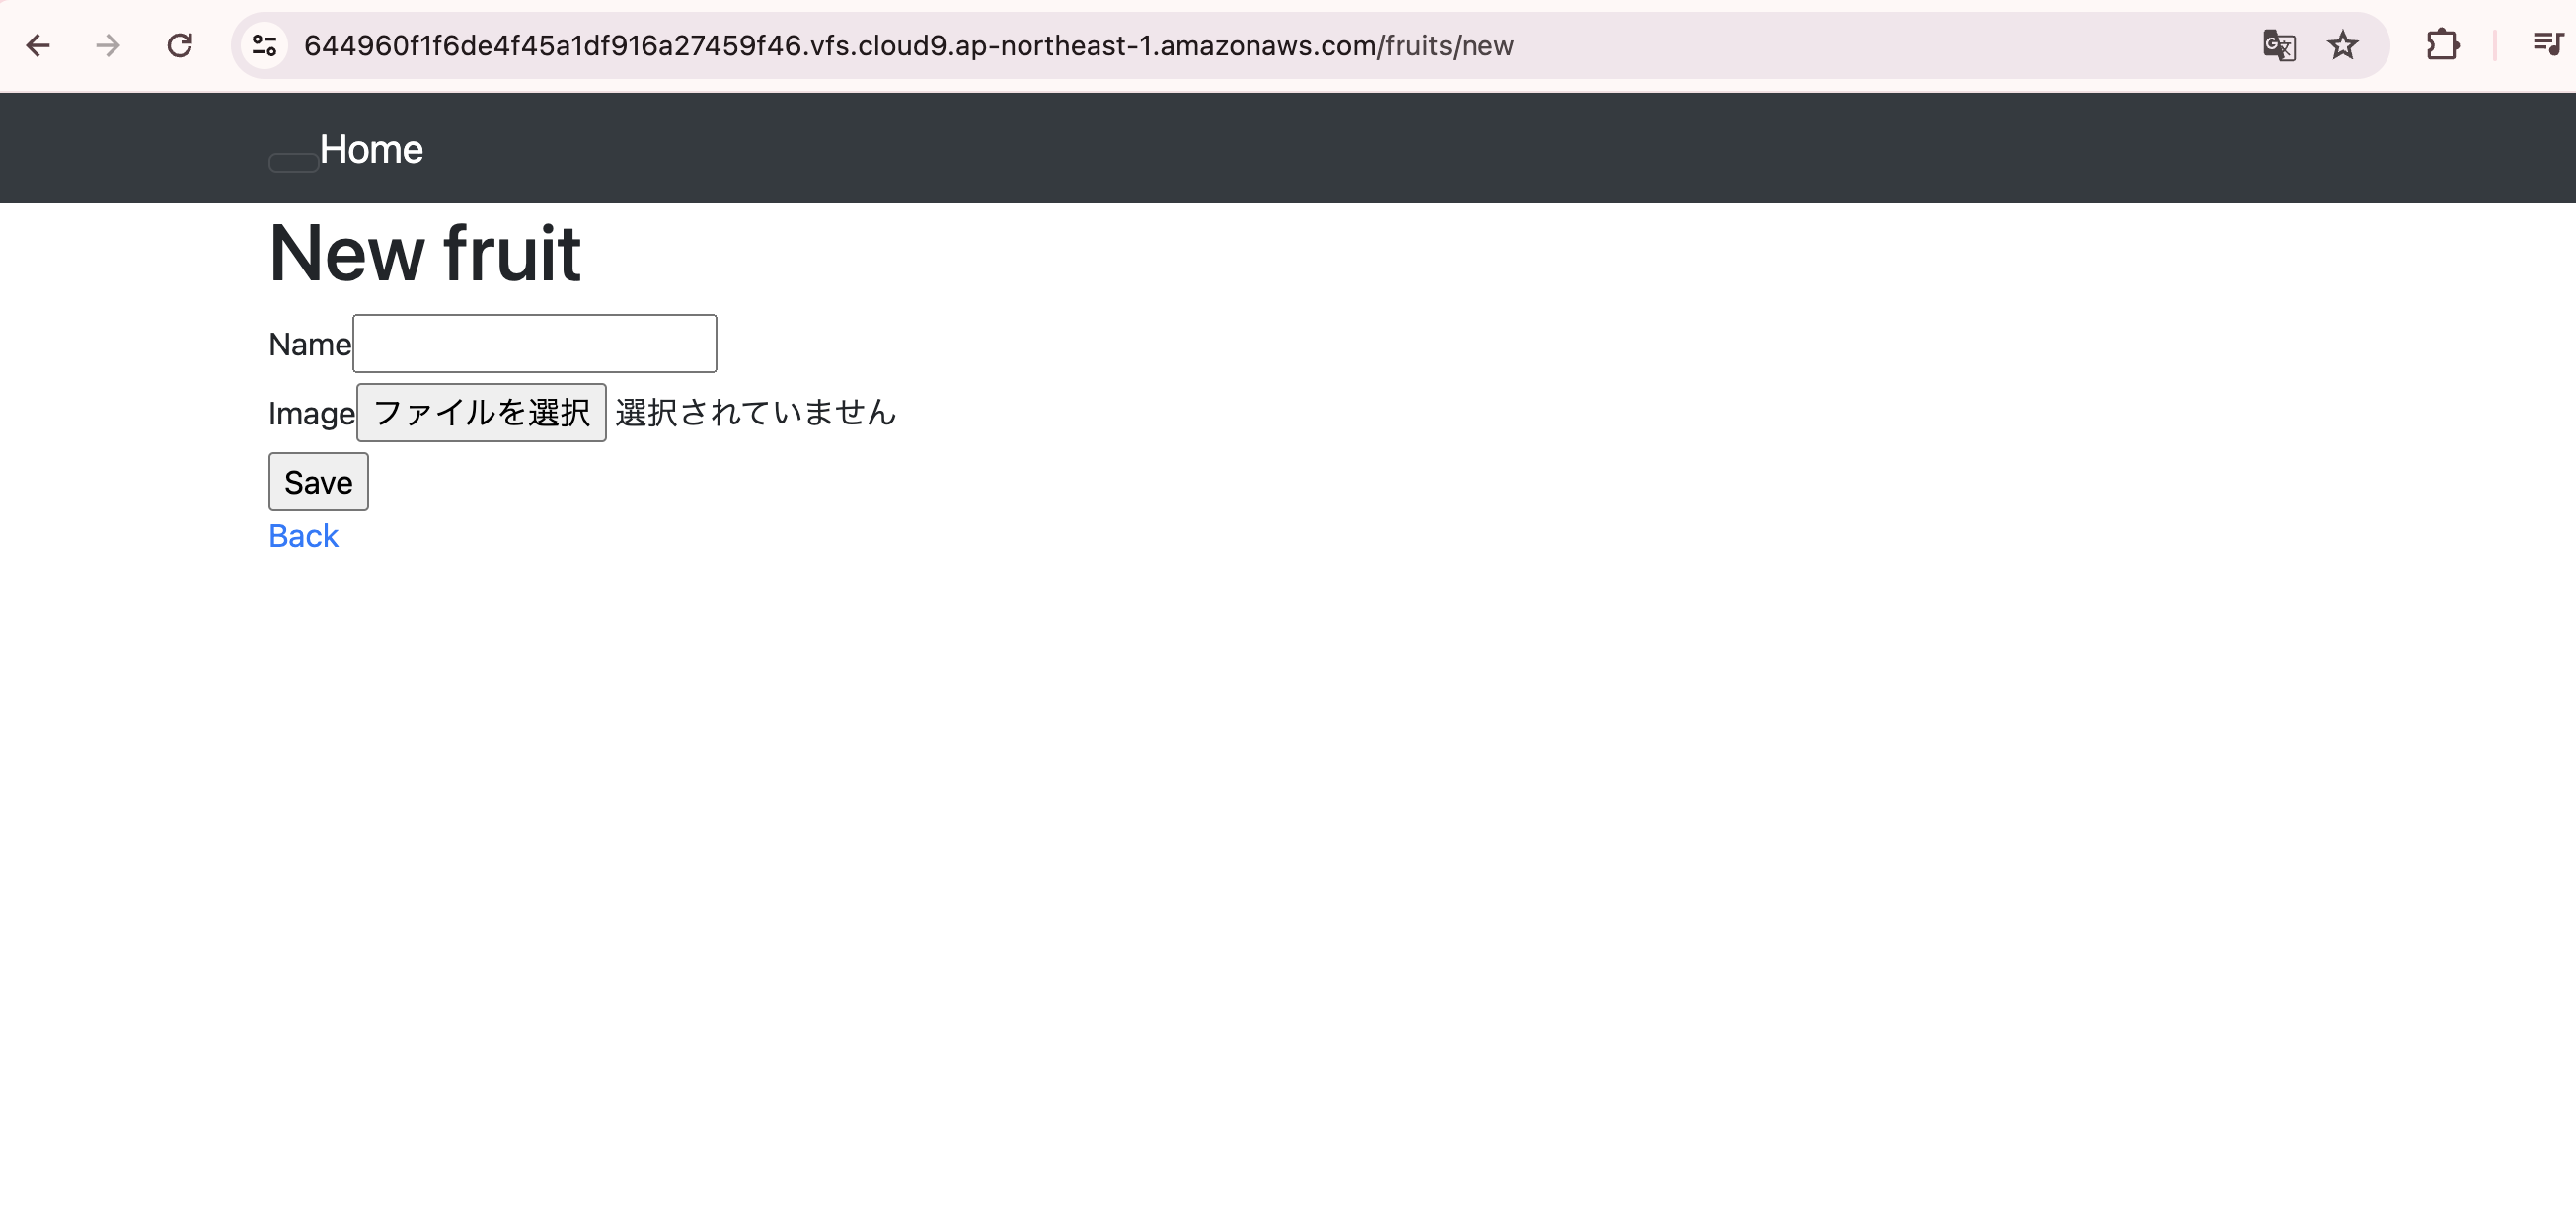 644960f1f6de4f45a1df916a27459f46.vfs.cloud9.ap-northeast-1.amazonaws.com/fruits/new
Home
New fruit
Name
Image ファイルを選択 選択されていません
Save
Back